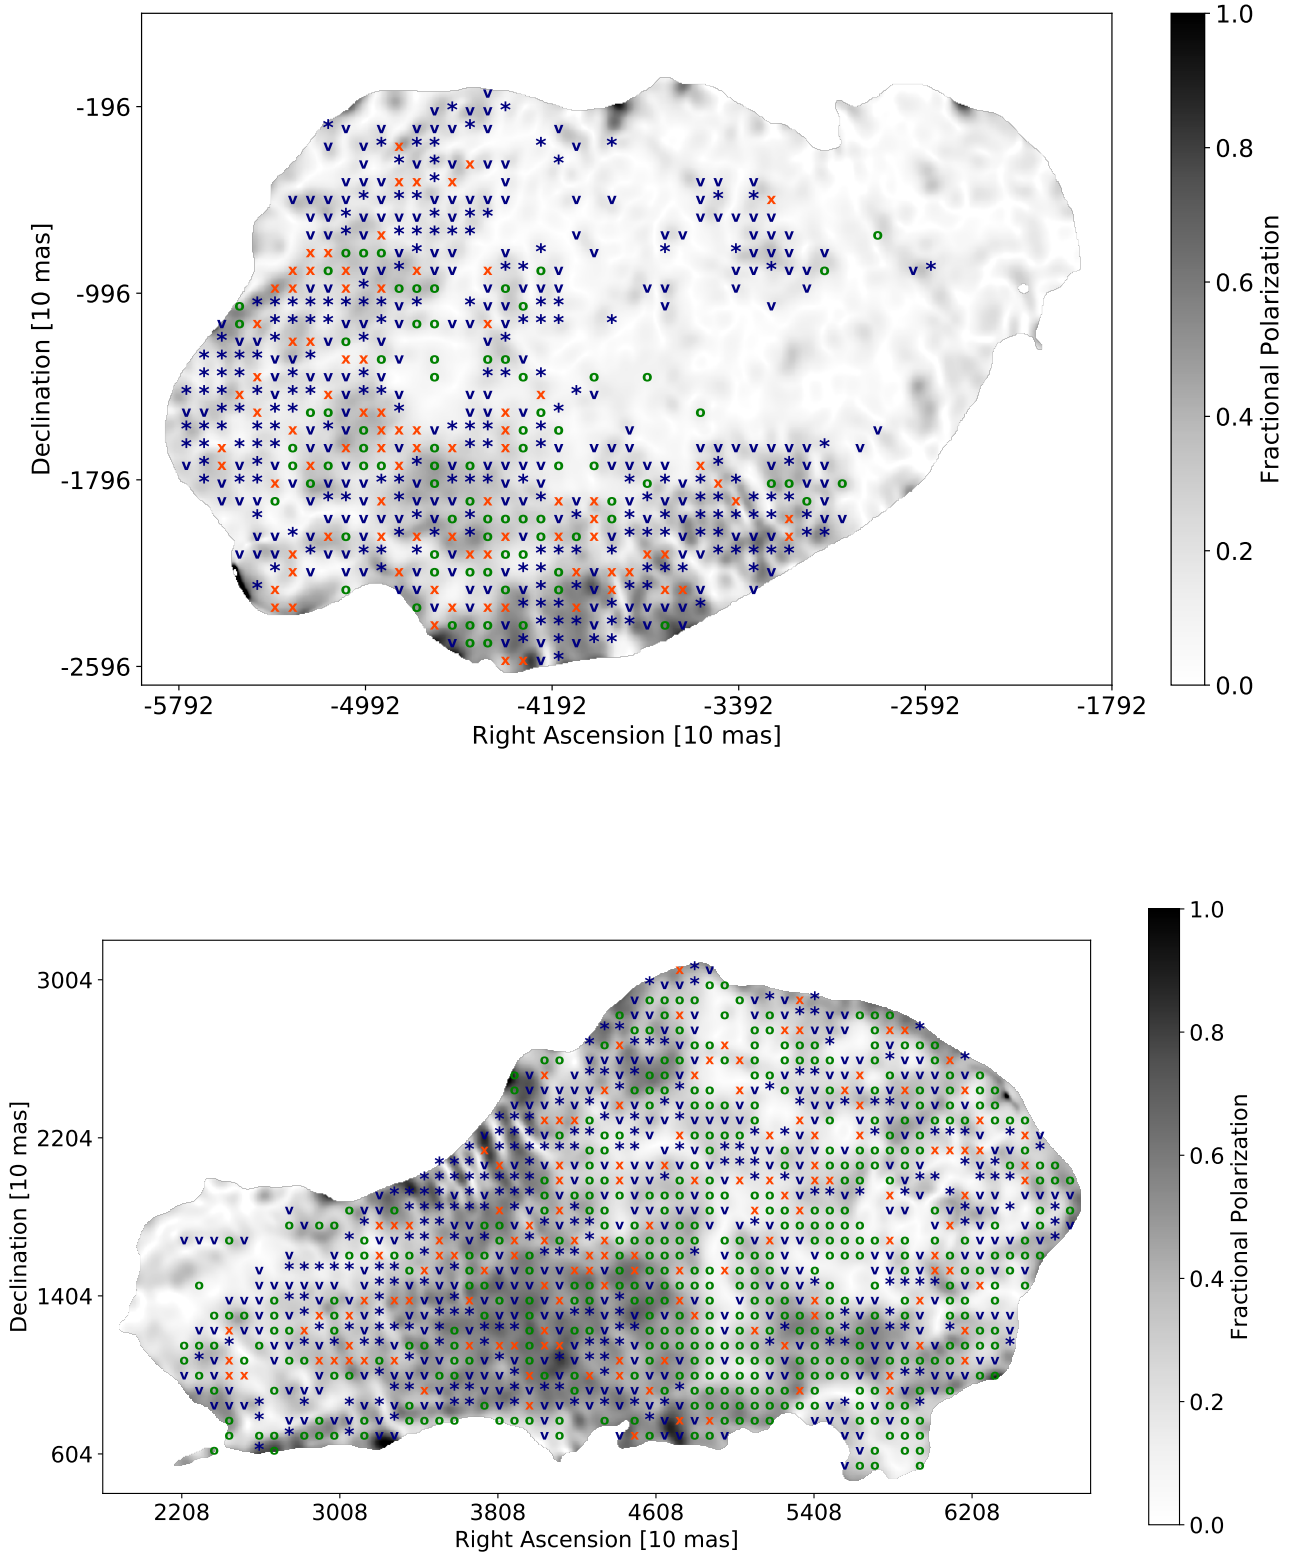 -196
-996
-1796
-2596
Declination [10 mas]
-5792 -4992 -4192 -3392 -2592 -1792
Right Ascension [10 mas]
1.0
0.8
0.6
0.4
0.2
0.0
Fractional Polarization
3004
2204
1404
604
Declination [10 mas]
2208 3008 3808 4608 5408 6208
Right Ascension [10 mas]
1.0
0.8
0.6
0.4
0.2
0.0
Fractional Polarization